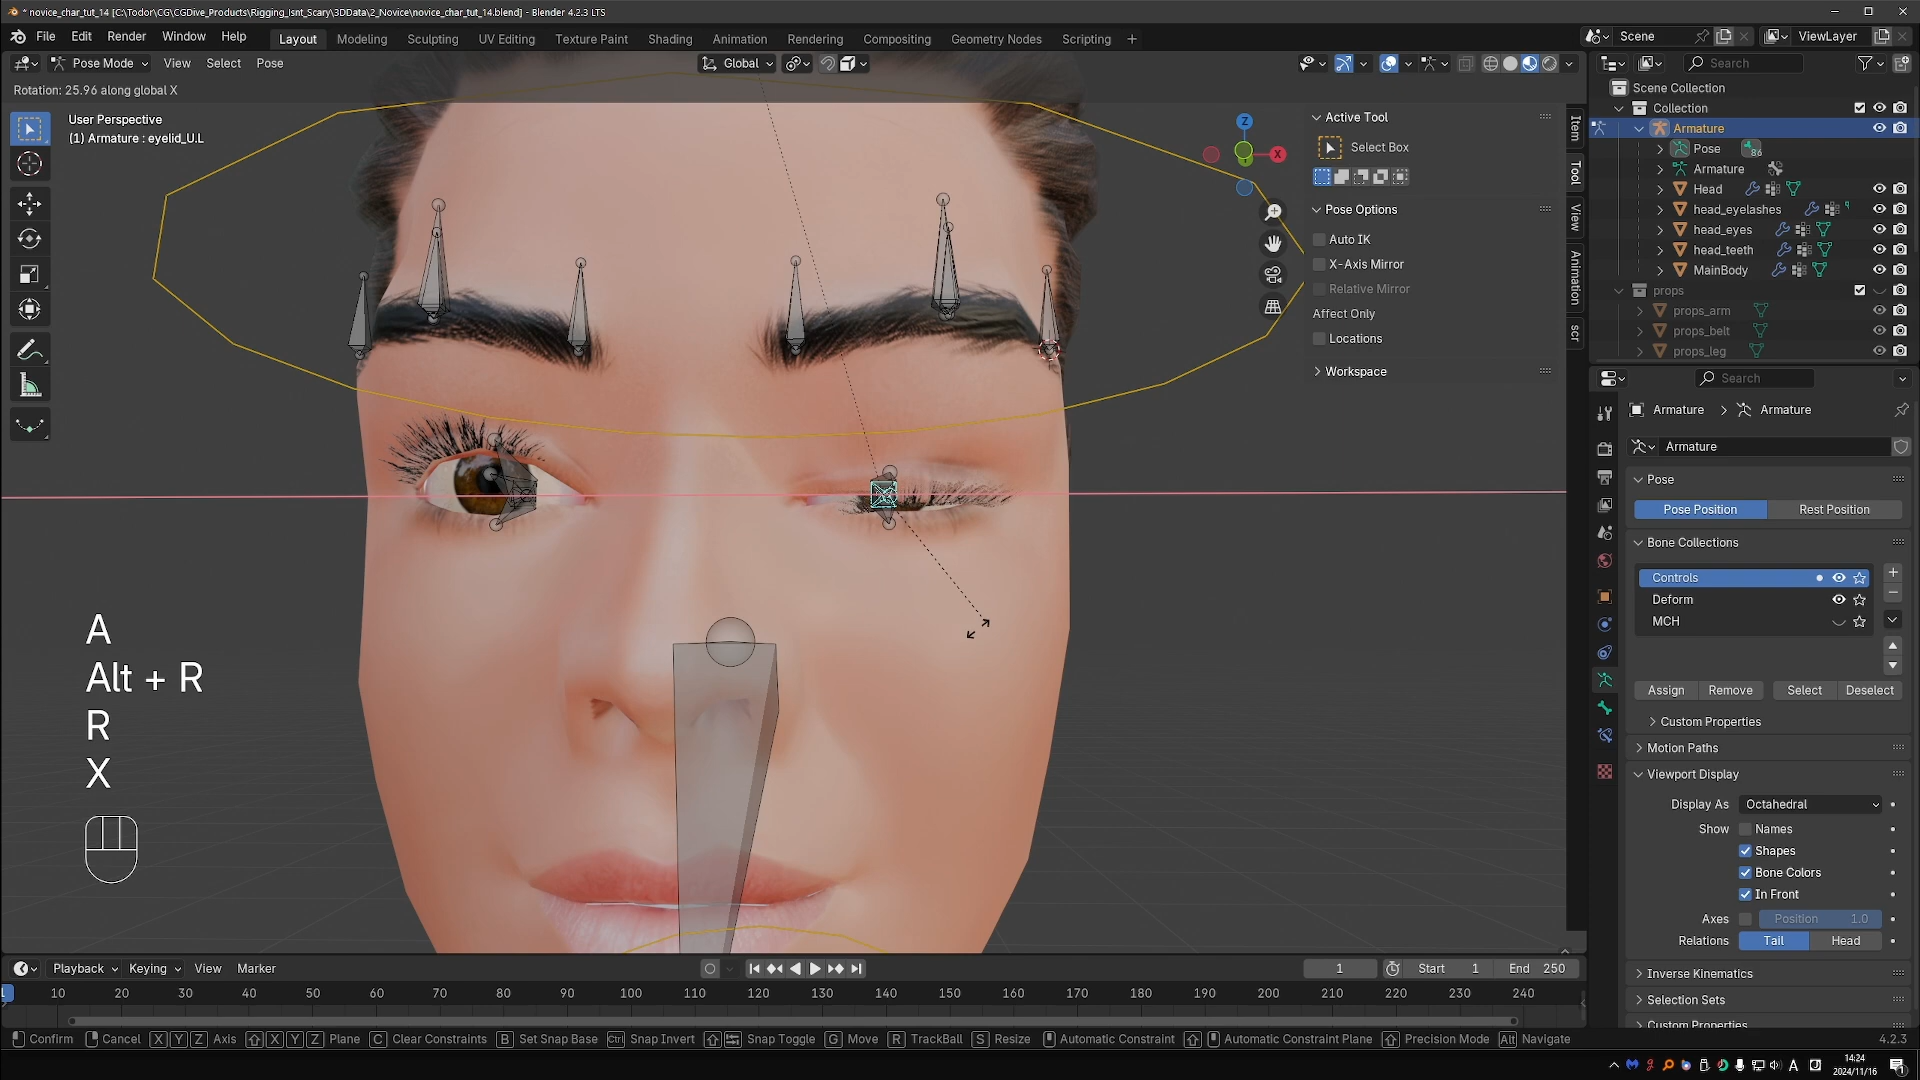 * novice_char_tut_14 [C:\Todor\CG\CGDive_Products\Rigging_Isnt_Scary\3DData\2_Novice\novice_char_tut_14.blend] - Blender 4.2.3 LTS
File Edit Render Window Help
Layout Modeling Sculpting UV Editing Texture Paint Shading Animation Rendering Compositing Geometry Nodes Scripting +
Scene
ViewLayer
Pose Mode View Select Pose
Global
Search
Rotation: 25.96 along global X
User Perspective
(1) Armature : eyelid_U.L
Z
X
Active Tool
Select Box
Pose Options
Auto IK
X-Axis Mirror
Relative Mirror
Affect Only
Locations
Workspace
Item
Tool
View
Animation
scr
Scene Collection
Collection
Armature
Pose
86
Armature
Head
head_eyelashes
head_eyes
head_teeth
MainBody
props
props_arm
props_belt
props_leg
Search
Armature
Armature
Armature
Pose
Pose Position
Rest Position
Bone Collections
Controls
Deform
MCH
Assign Remove Select Deselect
Custom Properties
Motion Paths
Viewport Display
Display As Octahedral
Show Names
Shapes
Bone Colors
In Front
Axes Position 1.0
Relations Tail Head
Inverse Kinematics
Selection Sets
Custom Properties
A
Alt + R
R
X
Playback Keying View Marker
1
Start 1
End 250
1 10 20 30 40 50 60 70 80 90 100 110 120 130 140 150 160 170 180 190 200 210 220 230 240
Confirm Cancel X Y Z Axis X Y Z Plane C Clear Constraints B Set Snap Base Ctrl Snap Invert Snap Toggle G Move R TrackBall S Resize Automatic Constraint Automatic Constraint Plane Precision Mode Alt Navigate
4.2.3
A
14:24
2024/11/16